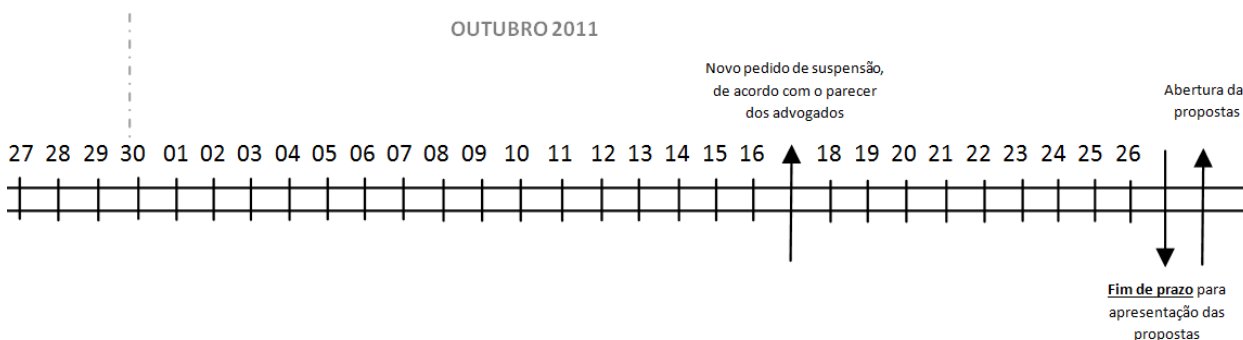 OUTUBRO 2011
Novo pedido de suspensão,
de acordo com o parecer
dos advogados
Abertura da
propostas
27 28 29 30 01 02 03 04 05 06 07 08 09 10 11 12 13 14 15 16 18 19 20 21 22 23 24 25 26
Fim de prazo para
apresentação das
propostas